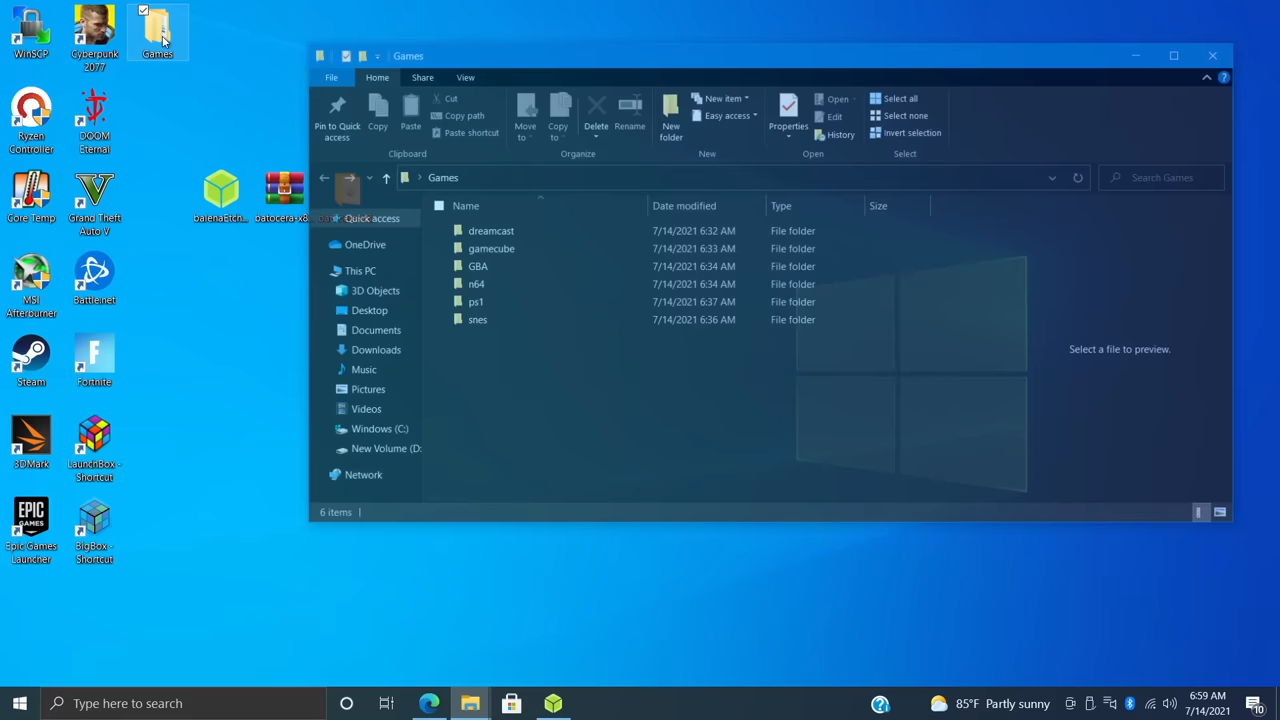 WinSCP
Cyberpunk
2077
Games
Ryzen
Controller
DOOM
Eternal
Core Temp
Grand Theft
Auto V
balenaEtch...
batocera-x8
MSI
Afterburner
Battle.net
Steam
Fortnite
3DMark
LaunchBox -
Shortcut
EPIC
GAMES
Epic Games
Launcher
BigBox -
Shortcut
Games
File
Home
Share
View
Pin to Quick
access
Copy
Paste
Cut
Copy path
Paste shortcut
Clipboard
Move
to
Copy
to
Delete
Rename
Organize
New
folder
New item
Easy access
New
Properties
Open
Edit
History
Open
Select all
Select none
Invert selection
Select
Games
Search Games
Quick access
OneDrive
This PC
3D Objects
Desktop
Documents
Downloads
Music
Pictures
Videos
Windows (C:)
New Volume (D:
Network
Name Date modified Type Size
dreamcast 7/14/2021 6:32 AM File folder
gamecube 7/14/2021 6:33 AM File folder
GBA 7/14/2021 6:34 AM File folder
n64 7/14/2021 6:34 AM File folder
ps1 7/14/2021 6:37 AM File folder
snes 7/14/2021 6:36 AM File folder
Select a file to preview.
6 items
Type here to search
85°F Partly sunny
6:59 AM
7/14/2021
10